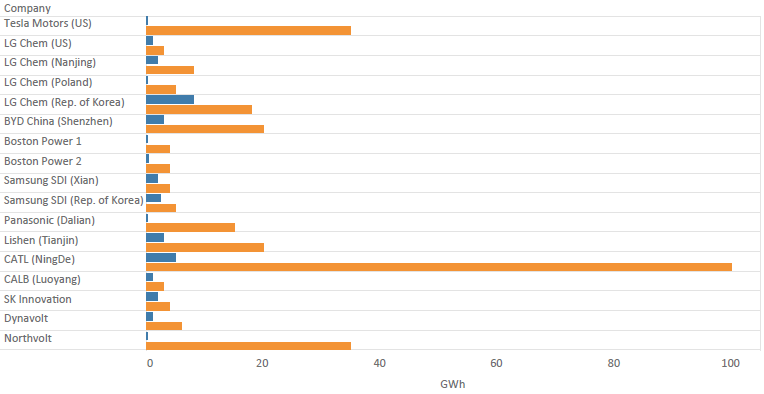 Company
Tesla Motors (US)
LG Chem (US)
LG Chem (Nanjing)
LG Chem (Poland)
LG Chem (Rep. of Korea)
BYD China (Shenzhen)
Boston Power 1
Boston Power 2
Samsung SDI (Xian)
Samsung SDI (Rep. of Korea)
Panasonic (Dalian)
Lishen (Tianjin)
CATL (NingDe)
CALB (Luoyang)
SK Innovation
Dynavolt
Northvolt
0 20 40 60 80 100
GWh